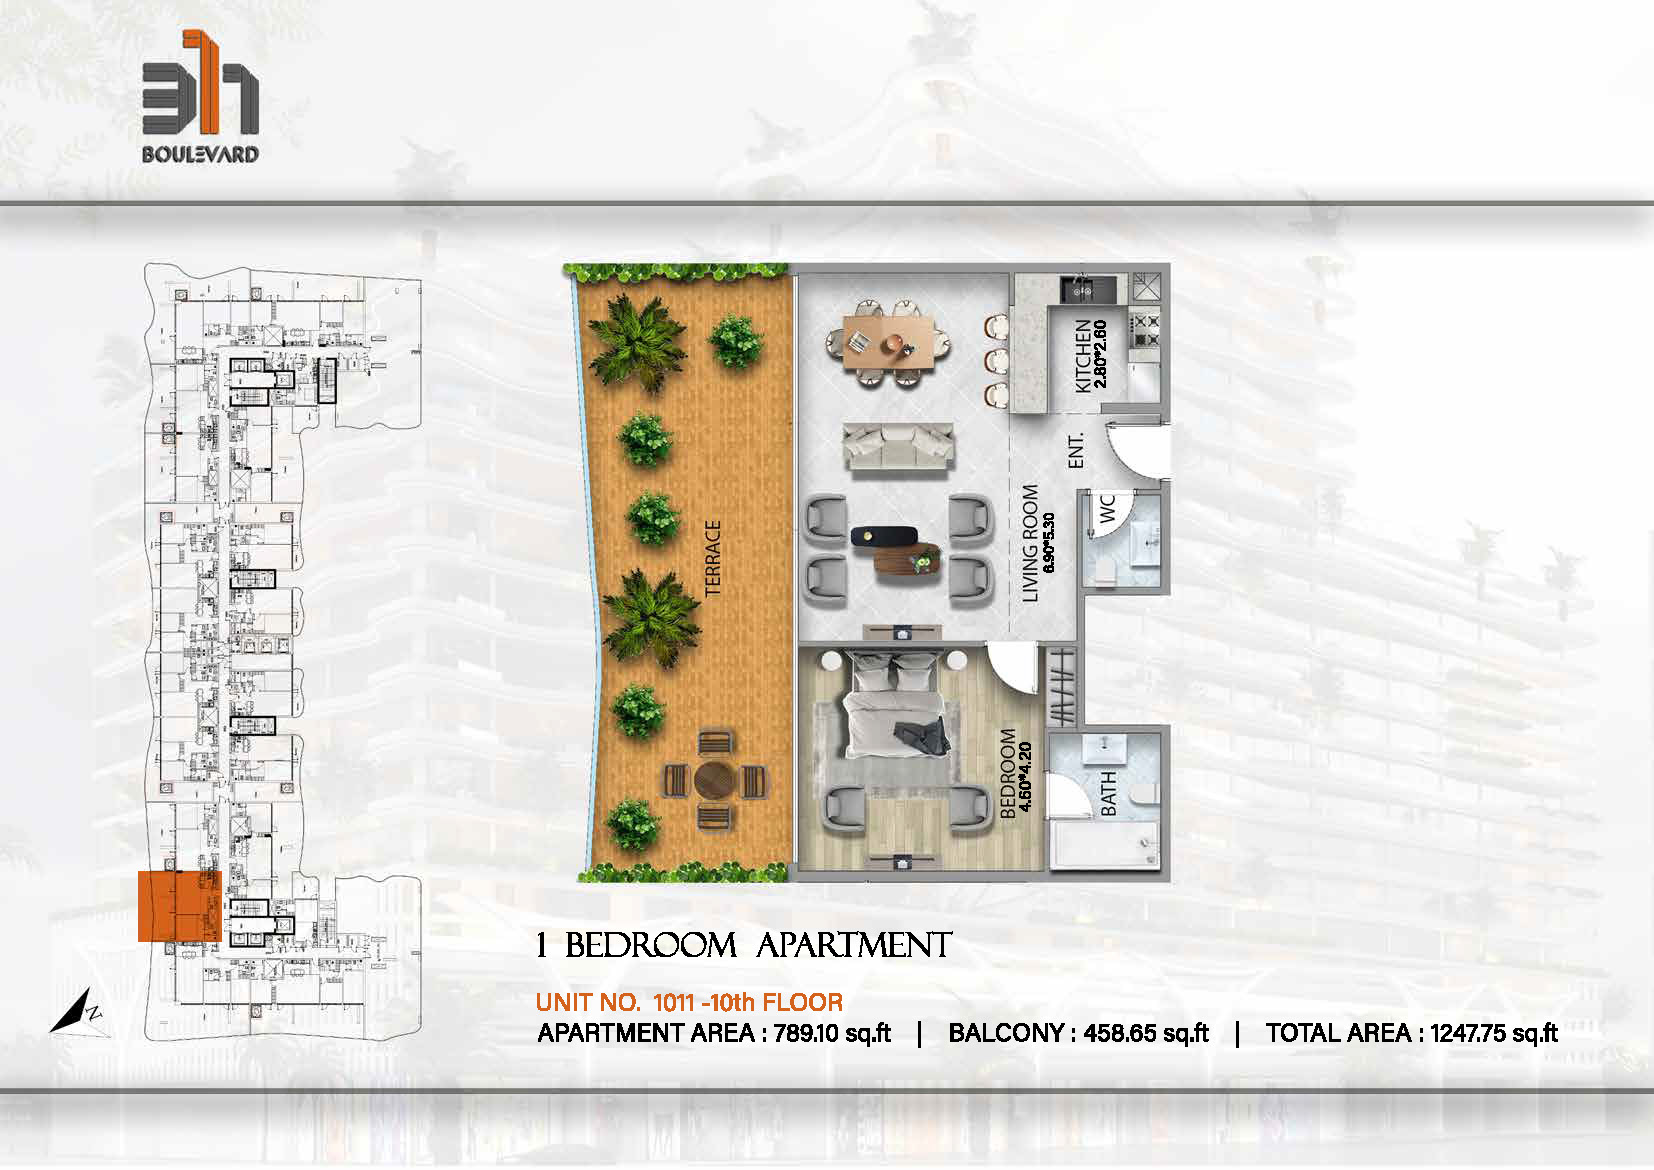 311
BOULEVARD
KITCHEN
2.80*2.60
ENT.
WC
LIVING ROOM
6.90*5.30
TERRACE
BEDROOM
4.60*4.20
BATH
N
1 BEDROOM APARTMENT
UNIT NO. 1011 -10th FLOOR
APARTMENT AREA : 789.10 sq.ft | BALCONY : 458.65 sq.ft | TOTAL AREA : 1247.75 sq.ft